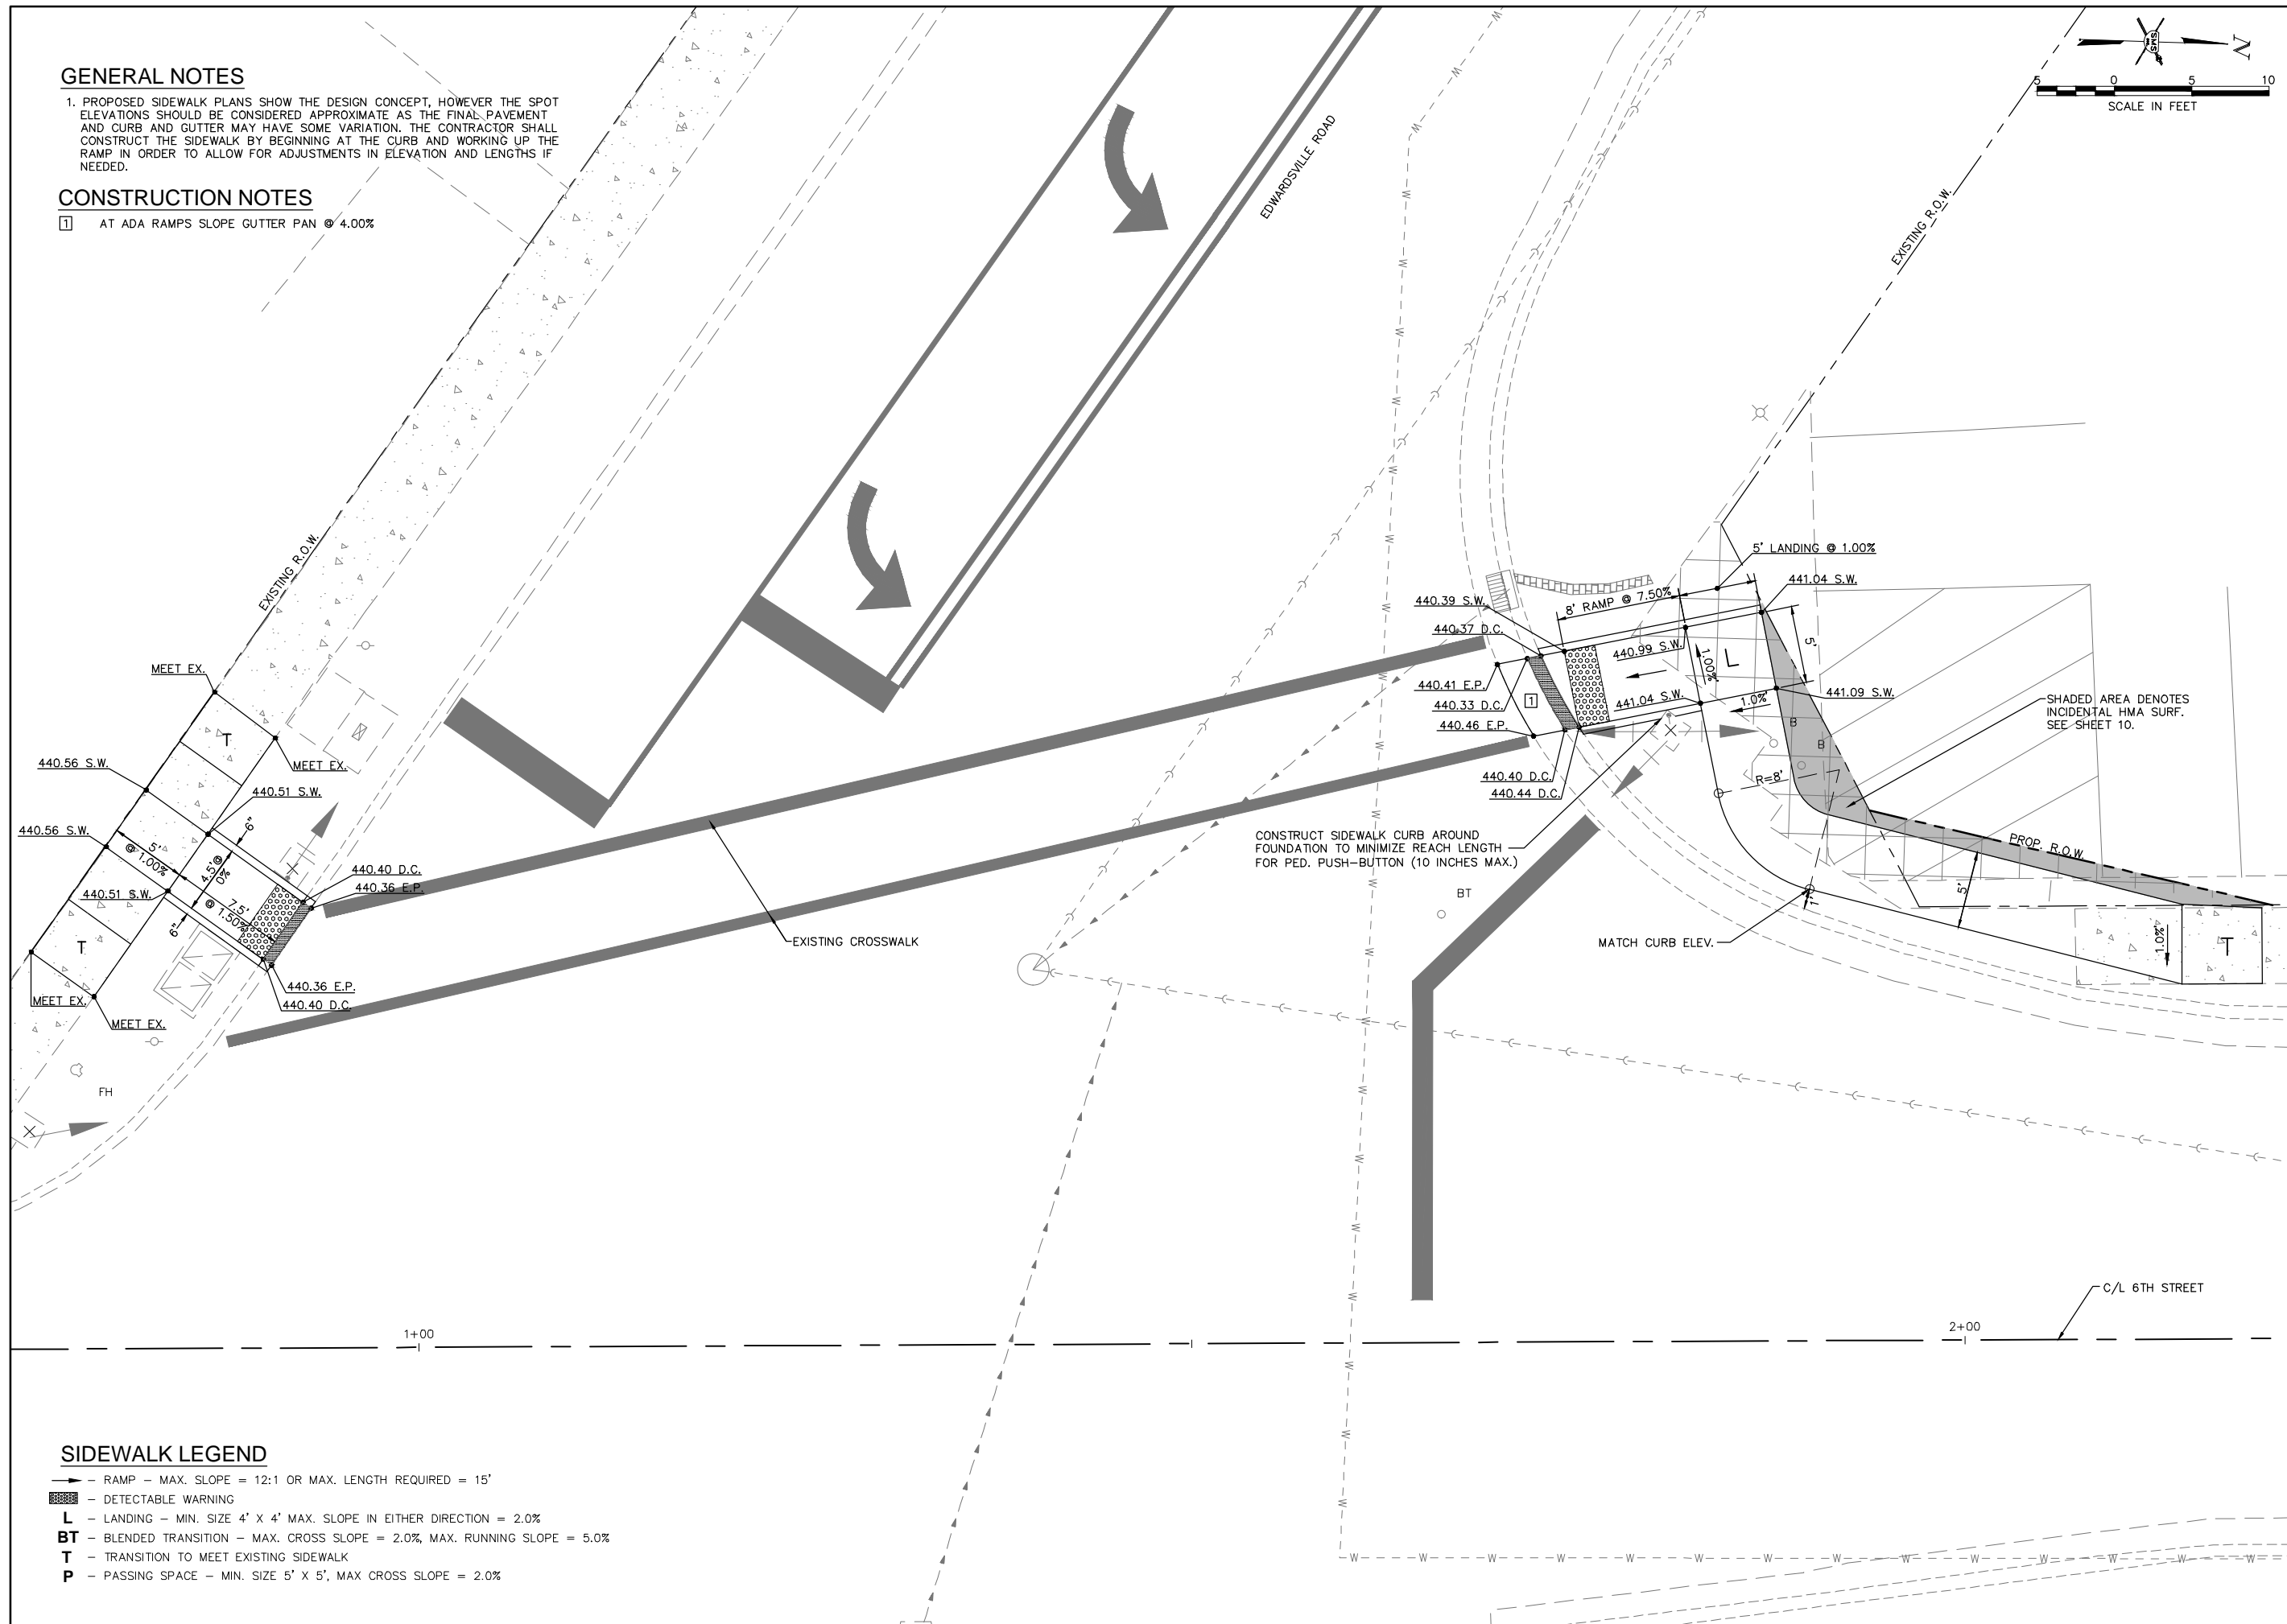 GENERAL NOTES
1. PROPOSED SIDEWALK PLANS SHOW THE DESIGN CONCEPT, HOWEVER THE SPOT
ELEVATIONS SHOULD BE CONSIDERED APPROXIMATE AS THE FINAL PAVEMENT
AND CURB AND GUTTER MAY HAVE SOME VARIATION. THE CONTRACTOR SHALL
CONSTRUCT THE SIDEWALK BY BEGINNING AT THE CURB AND WORKING UP THE
RAMP IN ORDER TO ALLOW FOR ADJUSTMENTS IN ELEVATION AND LENGTHS IF
NEEDED.
CONSTRUCTION NOTES
1 AT ADA RAMPS SLOPE GUTTER PAN @ 4.00%
N
SMS
5 0 5 10
SCALE IN FEET
EDWARDSVILLE ROAD
EXISTING R.O.W.
EXISTING R.O.W.
5' LANDING @ 1.00%
441.04 S.W.
8' RAMP @ 7.50%
440.39 S.W.
440.37 D.C.
440.99 S.W.
1.00%
L
5'
440.41 E.P.
440.33 D.C.
1
441.04 S.W.
1.0%
441.09 S.W.
440.46 E.P.
B
B
SHADED AREA DENOTES
INCIDENTAL HMA SURF.
SEE SHEET 10.
440.40 D.C.
440.44 D.C.
R=8'
CONSTRUCT SIDEWALK CURB AROUND
FOUNDATION TO MINIMIZE REACH LENGTH
FOR PED. PUSH-BUTTON (10 INCHES MAX.)
PROP. R.O.W.
BT
5'
1'
MATCH CURB ELEV.
1.0%
T
MEET EX.
T
MEET EX.
440.56 S.W.
440.51 S.W.
6"
440.56 S.W.
5'
@ 1.00%
4.5'@
0%
440.40 D.C.
440.36 E.P.
440.51 S.W.
7.5'
@ 1.50%
6"
T
EXISTING CROSSWALK
440.36 E.P.
440.40 D.C.
MEET EX.
MEET EX.
FH
C/L 6TH STREET
1+00
2+00
SIDEWALK LEGEND
– RAMP – MAX. SLOPE = 12:1 OR MAX. LENGTH REQUIRED = 15'
– DETECTABLE WARNING
L – LANDING – MIN. SIZE 4' X 4' MAX. SLOPE IN EITHER DIRECTION = 2.0%
BT – BLENDED TRANSITION – MAX. CROSS SLOPE = 2.0%, MAX. RUNNING SLOPE = 5.0%
T – TRANSITION TO MEET EXISTING SIDEWALK
P – PASSING SPACE – MIN. SIZE 5' X 5', MAX CROSS SLOPE = 2.0%